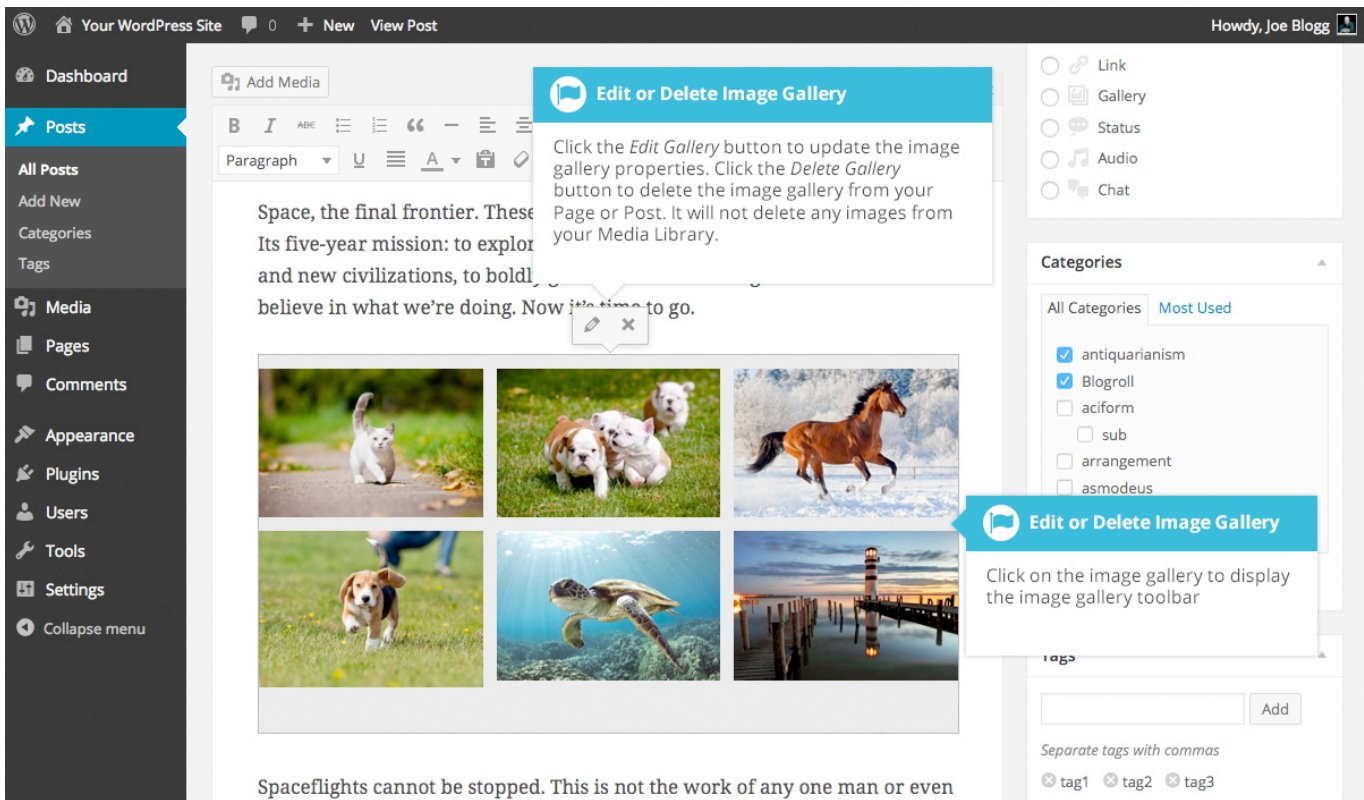 Your WordPress Site 0 New View Post
Howdy, Joe Blogg
Dashboard
Posts
All Posts
Add New
Categories
Tags
Media
Pages
Comments
Appearance
Plugins
Users
Tools
Settings
Collapse menu
Add Media
B I ABC
Paragraph U A
Edit or Delete Image Gallery
Click the Edit Gallery button to update the image
gallery properties. Click the Delete Gallery
button to delete the image gallery from your
Page or Post. It will not delete any images from
your Media Library.
Space, the final frontier. These
Its five-year mission: to explor
and new civilizations, to boldly
believe in what we’re doing. Now it’s time to go.
Spaceflights cannot be stopped. This is not the work of any one man or even
Link
Gallery
Status
Audio
Chat
Categories
All Categories Most Used
antiquarianism
Blogroll
aciform
sub
arrangement
asmodeus
Edit or Delete Image Gallery
Click on the image gallery to display
the image gallery toolbar
Tags
Add
Separate tags with commas
tag1 tag2 tag3